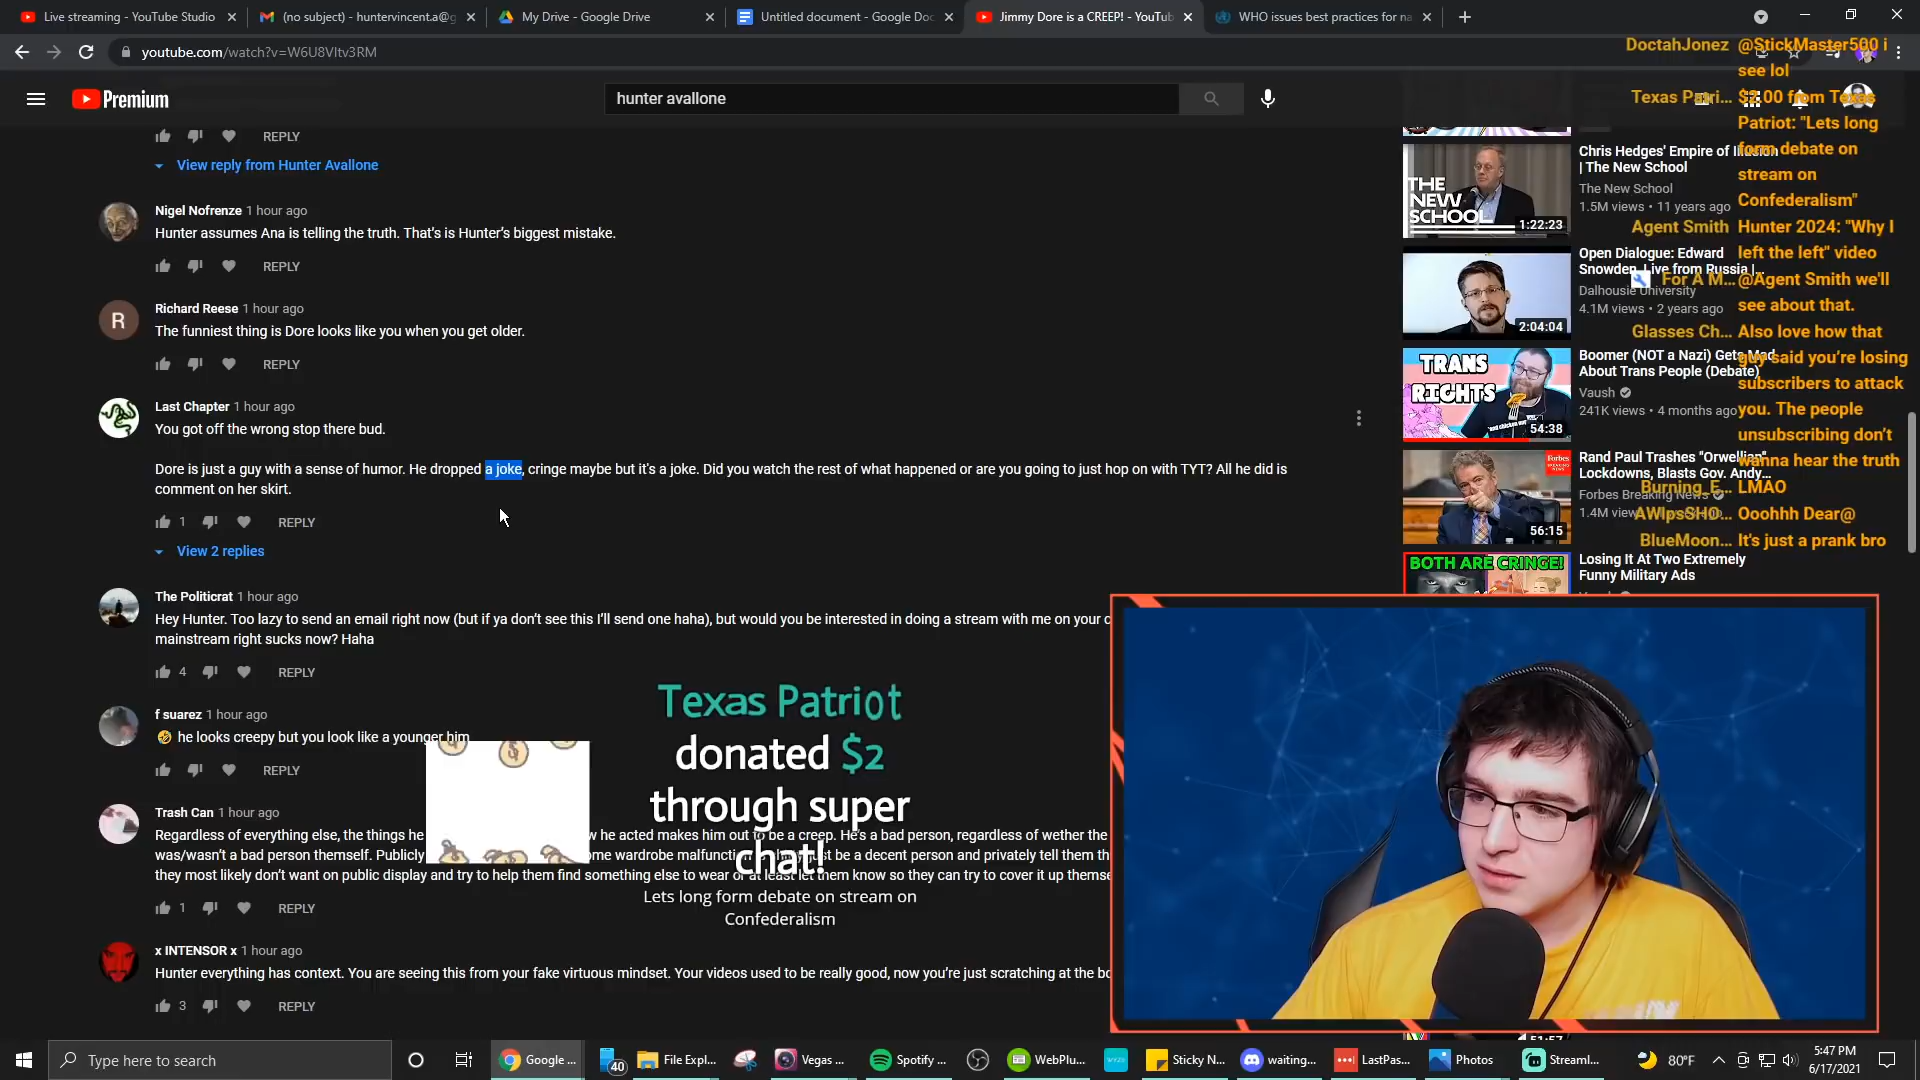 Live streaming - YouTube Studio
(no subject) - huntervincent.a@g
My Drive - Google Drive
Untitled document - Google Doc
Jimmy Dore is a CREEP! - YouTub
WHO issues best practices for na
youtube.com/watch?v=W6U8VItv3RM
Premium
hunter avallone
REPLY
View reply from Hunter Avallone
Nigel Nofrenze 1 hour ago
Hunter assumes Ana is telling the truth. That's is Hunter's biggest mistake.
REPLY
R
Richard Reese 1 hour ago
The funniest thing is Dore looks like you when you get older.
REPLY
Last Chapter 1 hour ago
You got off the wrong stop there bud.
Dore is just a guy with a sense of humor. He dropped a joke, cringe maybe but it's a joke. Did you watch the rest of what happened or are you going to just hop on with TYT? All he did is
comment on her skirt.
1 REPLY
View 2 replies
The Politicrat 1 hour ago
Hey Hunter. Too lazy to send an email right now (but if ya don't see this I'll send one haha), but would you be interested in doing a stream with me on your c
mainstream right sucks now? Haha
4 REPLY
f suarez 1 hour ago
🤣 he looks creepy but you look like a younger him
REPLY
Trash Can 1 hour ago
Regardless of everything else, the things he
w he acted makes him out to be a creep. He's a bad person, regardless of wether the
was/wasn't a bad person themself. Publicly
ome wardrobe malfunction
just be a decent person and privately tell them th
they most likely don't want on public display and try to help them find something else to wear or at least let them know so they can try to cover it up themse
1 REPLY
x INTENSOR x 1 hour ago
Hunter everything has context. You are seeing this from your fake virtuous mindset. Your videos used to be really good, now you're just scratching at the bo
3 REPLY
Texas Patriot
donated $2
through super
chat!
Lets long form debate on stream on
Confederalism
THE
NEW
SCHOOL
1:22:23
Chris Hedges' Empire of Illusion
| The New School
The New School
1.5M views • 11 years ago
2:04:04
Open Dialogue: Edward
Snowden, Live from Russia |...
Dalhousie University
4.1M views • 2 years ago
TRANS
RIGHTS
54:38
Boomer (NOT a Nazi) Gets Mad
About Trans People (Debate)
Vaush
241K views • 4 months ago
Forbes
56:15
Rand Paul Trashes "Orwellian"
Lockdowns, Blasts Gov. Andy...
Forbes Breaking News
1.4M views
BOTH ARE CRINGE!
Losing It At Two Extremely
Funny Military Ads
51:57
DoctahJonez @StickMaster500 i
see lol
Texas Patri... $2.00 from Texas
Patriot: "Lets long
form debate on
stream on
Confederalism"
Agent Smith Hunter 2024: "Why I
left the left" video
For A M... @Agent Smith we'll
see about that.
Glasses Ch... Also love how that
guy said you're losing
subscribers to attack
you. The people
unsubscribing don't
wanna hear the truth
Burning_E... LMAO
AWIpsSHO... Ooohhh Dear@
BlueMoon... It's just a prank bro
Type here to search
Google ...
40
File Expl...
Vegas ...
Spotify ...
WebPlu...
Sticky N...
waiting...
LastPas...
Photos
Streaml...
80°F
5:47 PM
6/17/2021